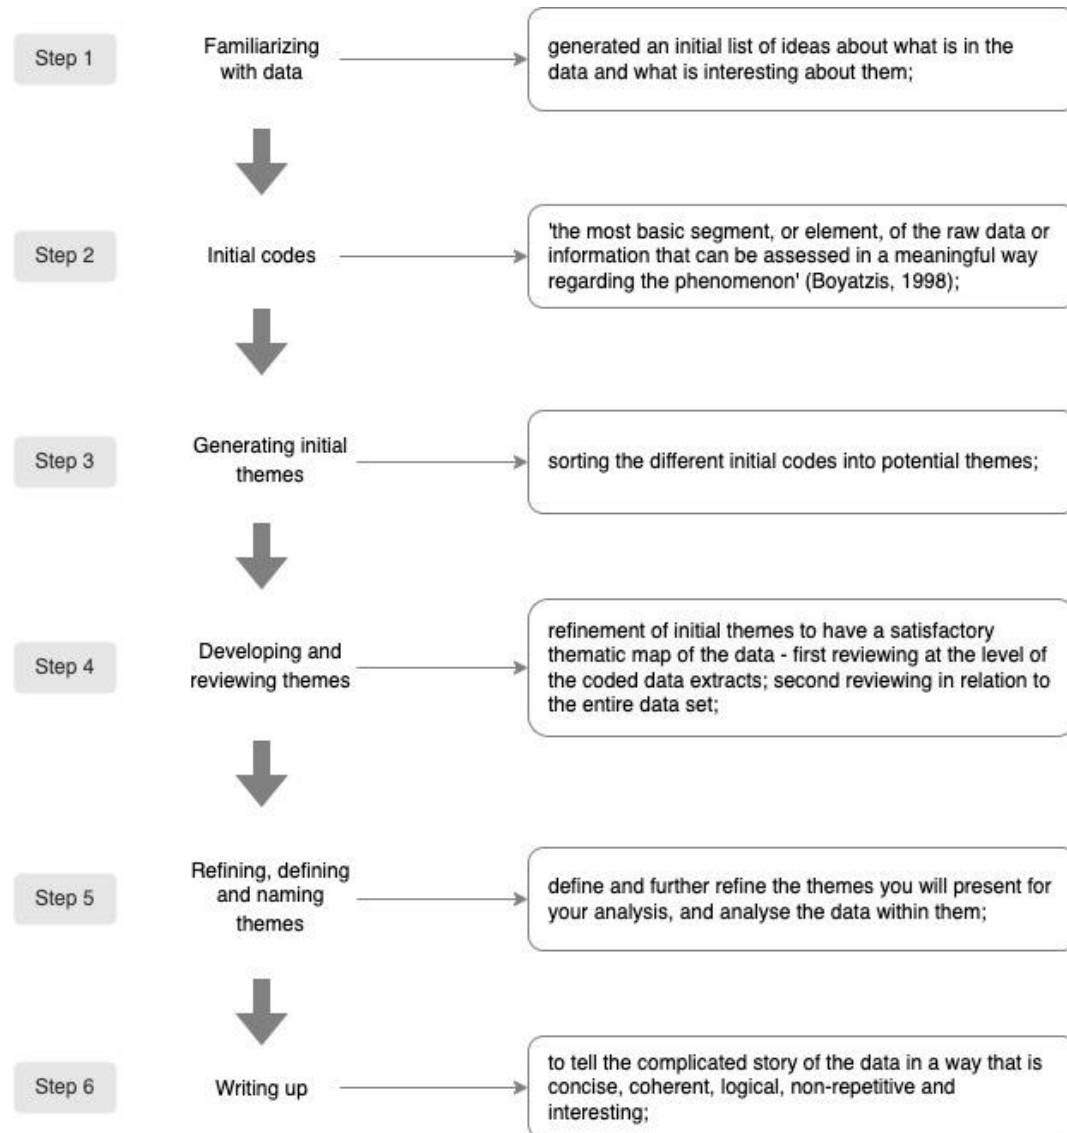 Step 1
Familiarizing
with data
generated an initial list of ideas about what is in the
data and what is interesting about them;
Step 2
Initial codes
'the most basic segment, or element, of the raw data or
information that can be assessed in a meaningful way
regarding the phenomenon' (Boyatzis, 1998);
Step 3
Generating initial
themes
sorting the different initial codes into potential themes;
Step 4
Developing and
reviewing themes
refinement of initial themes to have a satisfactory
thematic map of the data - first reviewing at the level of
the coded data extracts; second reviewing in relation to
the entire data set;
Step 5
Refining, defining
and naming
themes
define and further refine the themes you will present for
your analysis, and analyse the data within them;
Step 6
Writing up
to tell the complicated story of the data in a way that is
concise, coherent, logical, non-repetitive and
interesting;